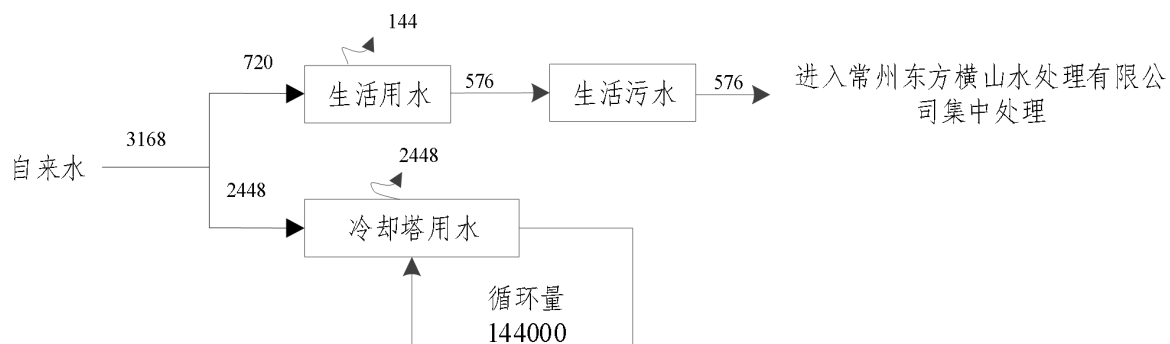 144
720
生活用水
576
生活污水
576
进入常州东方横山水处理有限公
司集中处理
3168
自来水
2448
2448
冷却塔用水
循环量
144000